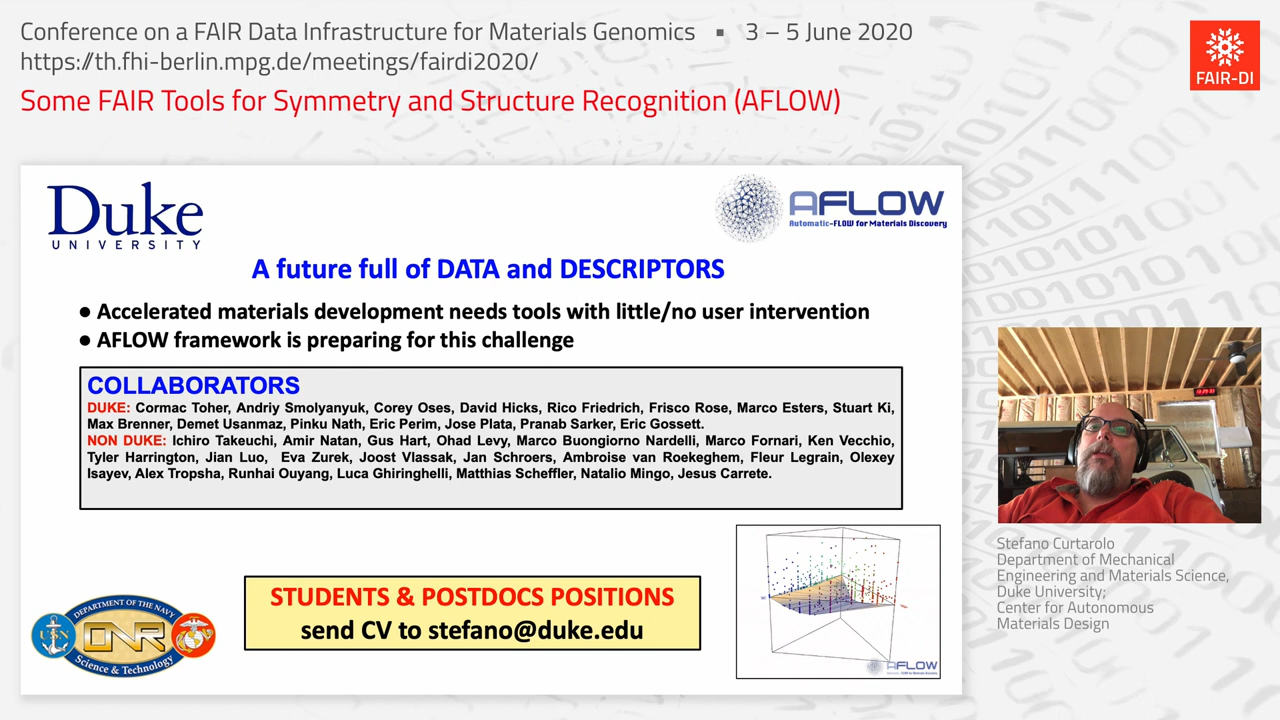 Conference on a FAIR Data Infrastructure for Materials Genomics ▪ 3 – 5 June 2020
https://th.fhi-berlin.mpg.de/meetings/fairdi2020/
Some FAIR Tools for Symmetry and Structure Recognition (AFLOW)
FAIR-DI
Duke
UNIVERSITY
AFLOW
Automatic-FLOW for Materials Discovery
A future full of DATA and DESCRIPTORS
● Accelerated materials development needs tools with little/no user intervention
● AFLOW framework is preparing for this challenge
COLLABORATORS
DUKE: Cormac Toher, Andriy Smolyanyuk, Corey Oses, David Hicks, Rico Friedrich, Frisco Rose, Marco Esters, Stuart Ki,
Max Brenner, Demet Usanmaz, Pinku Nath, Eric Perim, Jose Plata, Pranab Sarker, Eric Gossett.
NON DUKE: Ichiro Takeuchi, Amir Natan, Gus Hart, Ohad Levy, Marco Buongiorno Nardelli, Marco Fornari, Ken Vecchio,
Tyler Harrington, Jian Luo, Eva Zurek, Joost Vlassak, Jan Schroers, Ambroise van Roekeghem, Fleur Legrain, Olexey
Isayev, Alex Tropsha, Runhai Ouyang, Luca Ghiringhelli, Matthias Scheffler, Natalio Mingo, Jesus Carrete.
STUDENTS & POSTDOCS POSITIONS
send CV to stefano@duke.edu
DEPARTMENT OF THE NAVY
USN
ONR
Science & Technology
AFLOW
Stefano Curtarolo
Department of Mechanical
Engineering and Materials Science,
Duke University;
Center for Autonomous
Materials Design